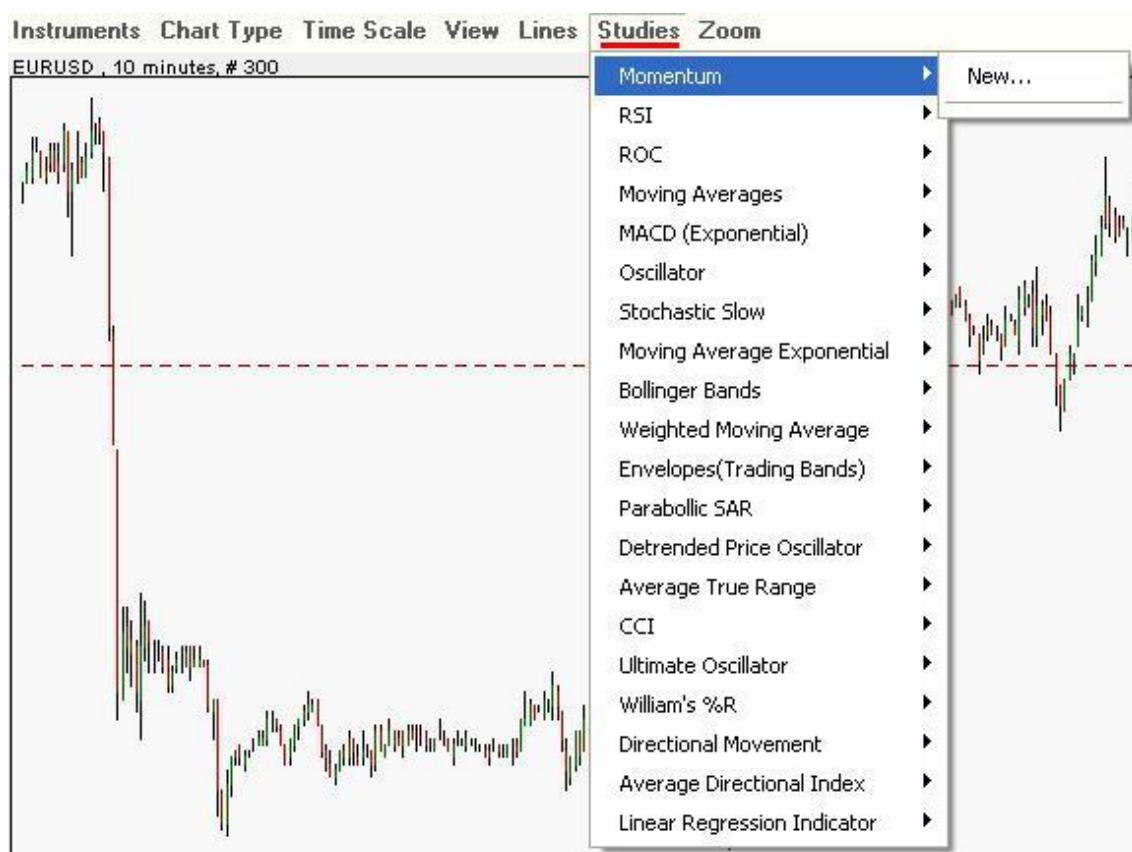 Instruments Chart Type Time Scale View Lines Studies Zoom
EURUSD , 10 minutes, # 300
Momentum
New...
RSI
ROC
Moving Averages
MACD (Exponential)
Oscillator
Stochastic Slow
Moving Average Exponential
Bollinger Bands
Weighted Moving Average
Envelopes(Trading Bands)
Parabollic SAR
Detrended Price Oscillator
Average True Range
CCI
Ultimate Oscillator
William's %R
Directional Movement
Average Directional Index
Linear Regression Indicator